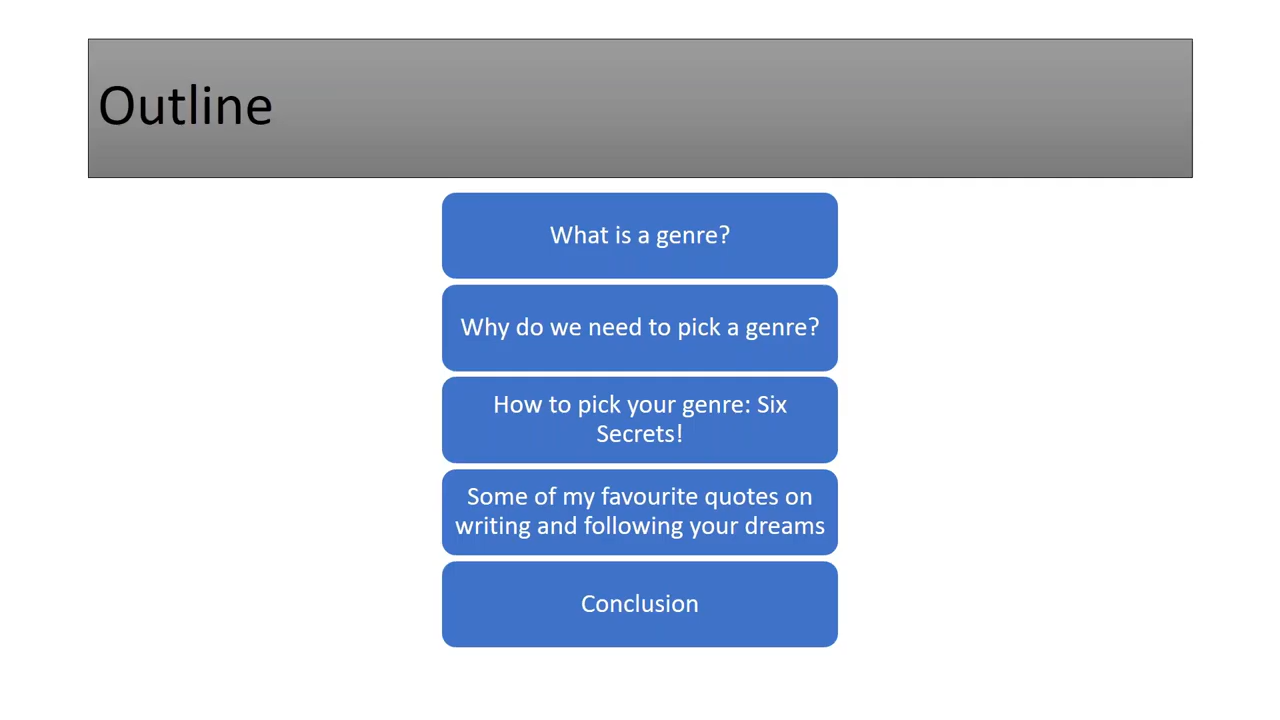 Outline
What is a genre?
Why do we need to pick a genre?
How to pick your genre: Six
Secrets!
Some of my favourite quotes on
writing and following your dreams
Conclusion